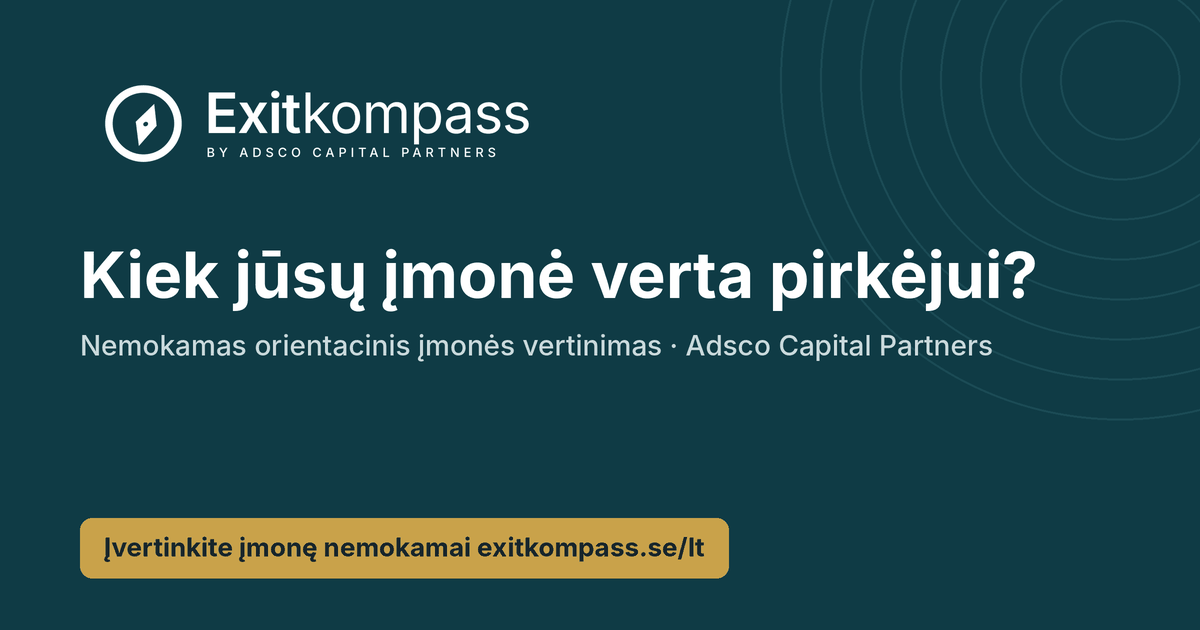 Exitkompass
BY ADSCO CAPITAL PARTNERS
Kiek jūsų įmonė verta pirkėjui?
Nemokamas orientacinis įmonės vertinimas · Adsco Capital Partners
Įvertinkite įmonę nemokamai exitkompass.se/lt